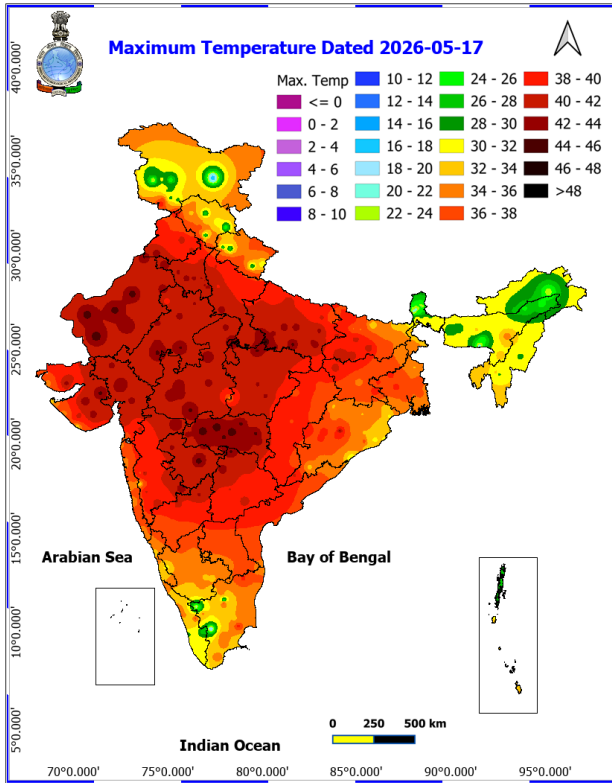 Maximum Temperature Dated 2026-05-17
Max. Temp
<= 0
0 - 2
2 - 4
4 - 6
6 - 8
8 - 10
10 - 12
12 - 14
14 - 16
16 - 18
18 - 20
20 - 22
22 - 24
24 - 26
26 - 28
28 - 30
30 - 32
32 - 34
34 - 36
36 - 38
38 - 40
40 - 42
42 - 44
44 - 46
46 - 48
>48
40°0.000'
35°0.000'
30°0.000'
25°0.000'
20°0.000'
15°0.000'
10°0.000'
5°0.000'
Arabian Sea
Bay of Bengal
Indian Ocean
0 250 500 km
70°0.000' 75°0.000' 80°0.000' 85°0.000' 90°0.000' 95°0.000'